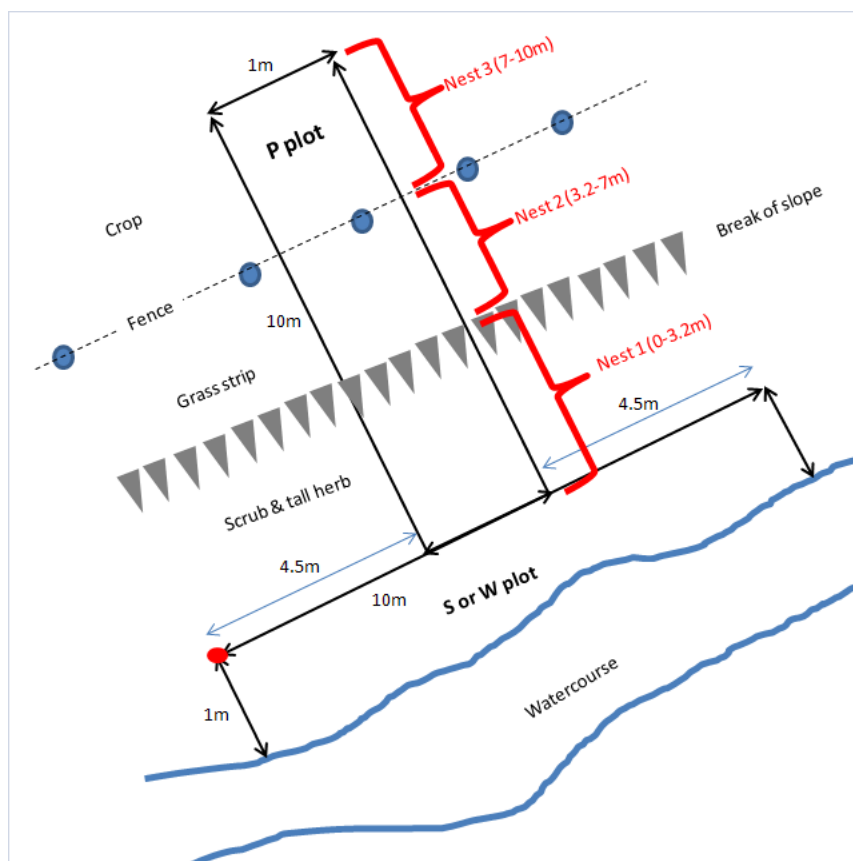 1m
Nest 3 (7-10m)
P plot
Nest 2 (3.2-7m)
Crop
Break of slope
Fence
10m
Nest 1 (0-3.2m)
Grass strip
4.5m
Scrub & tall herb
4.5m
S or W plot
10m
Watercourse
1m